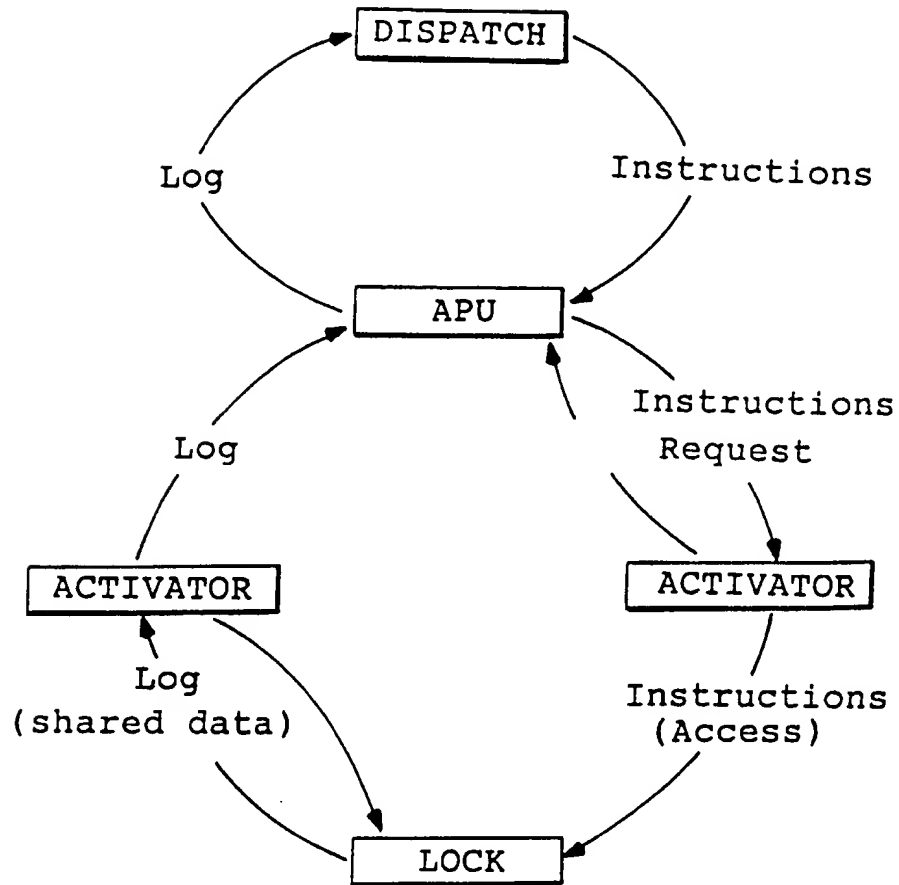 DISPATCH
Log
Instructions
APU
Instructions
Request
Log
ACTIVATOR
ACTIVATOR
Log
(shared data)
Instructions
(Access)
LOCK